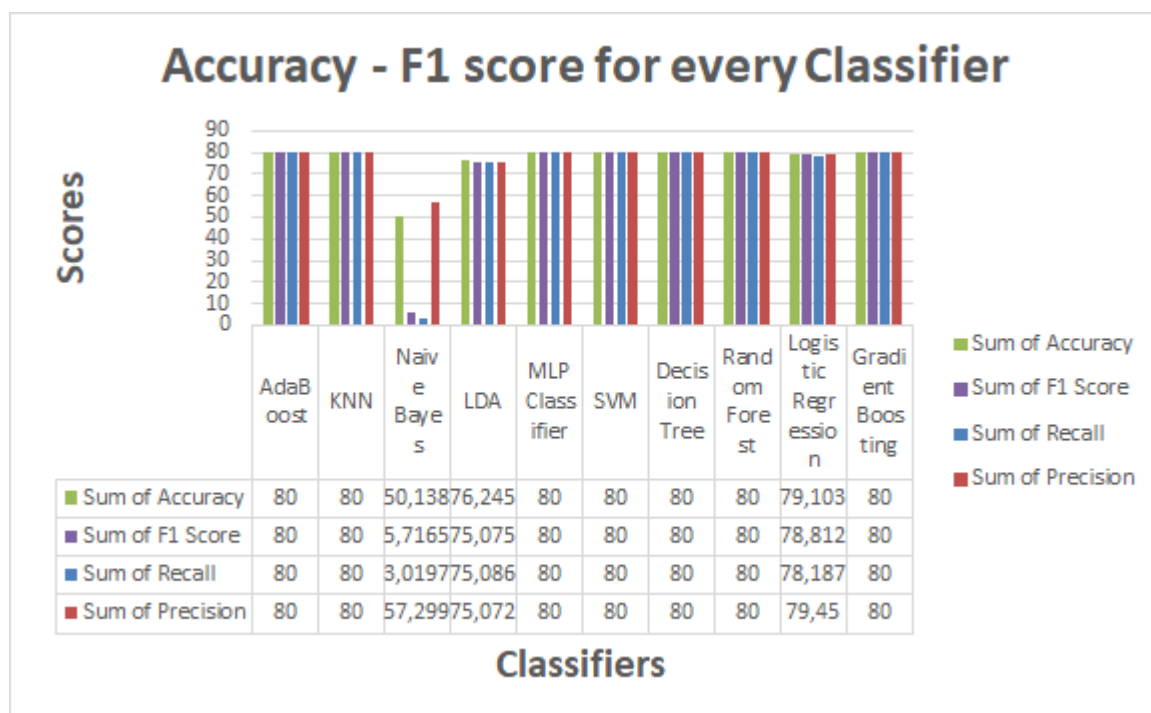 Accuracy - F1 score for every Classifier
90
80
70
60
50
40
30
20
10
0
Scores
AdaB
oost
KNN
Naive
Baye
s
LDA
MLP
Class
ifier
SVM
Decis
ion
Tree
Rand
om
Fore
st
Logis
tic
Regr
essio
n
Gradi
ent
Boos
ting
Sum of Accuracy 80 80 50,138 76,245 80 80 80 80 79,103 80
Sum of F1 Score 80 80 5,7165 75,075 80 80 80 80 78,812 80
Sum of Recall 80 80 3,0197 75,086 80 80 80 80 78,187 80
Sum of Precision 80 80 57,299 75,072 80 80 80 80 79,45 80
Classifiers
Sum of Accuracy
Sum of F1 Score
Sum of Recall
Sum of Precision